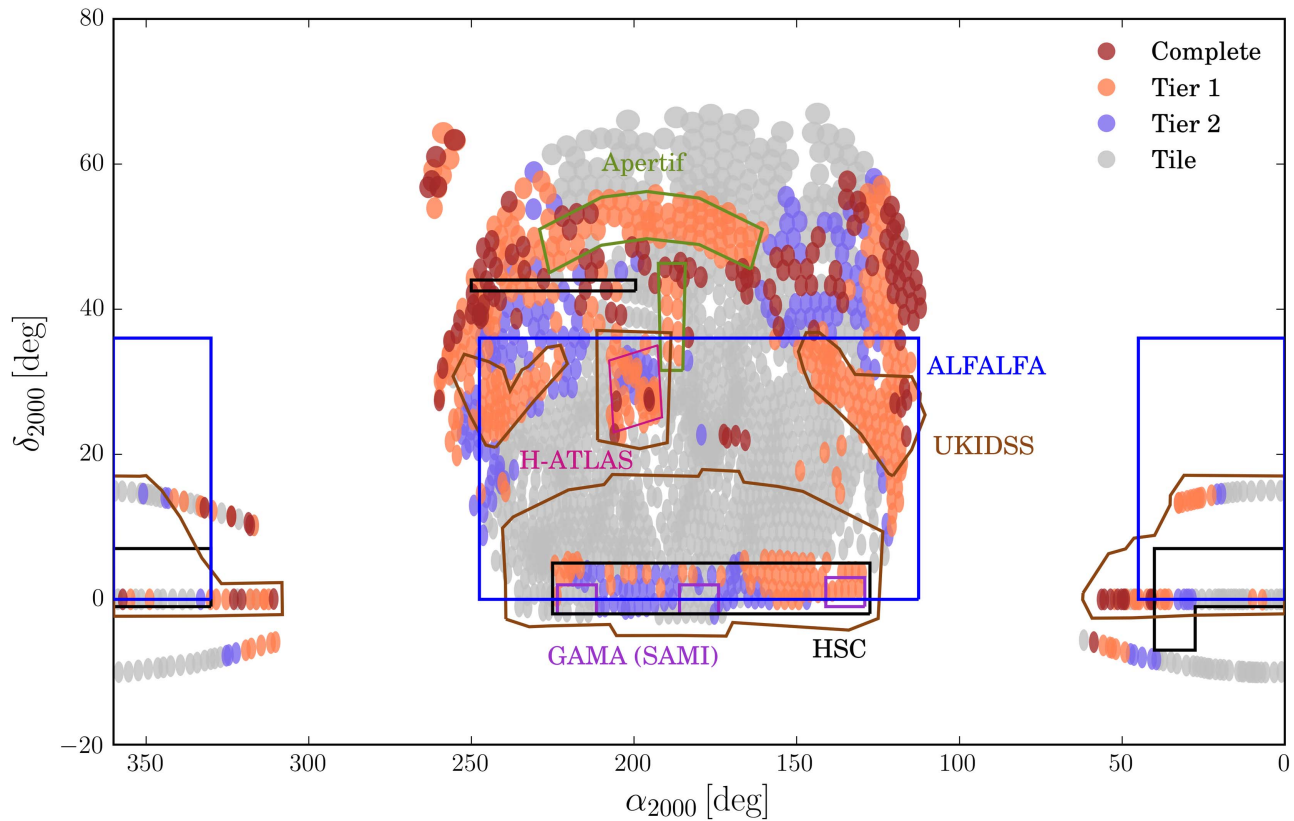 80
60
40
20
0
−20
δ2000 [deg]
Complete
Tier 1
Tier 2
Tile
Apertif
ALFALFA
UKIDSS
H-ATLAS
GAMA (SAMI)
HSC
350
300
250
200
150
100
50
0
α2000 [deg]